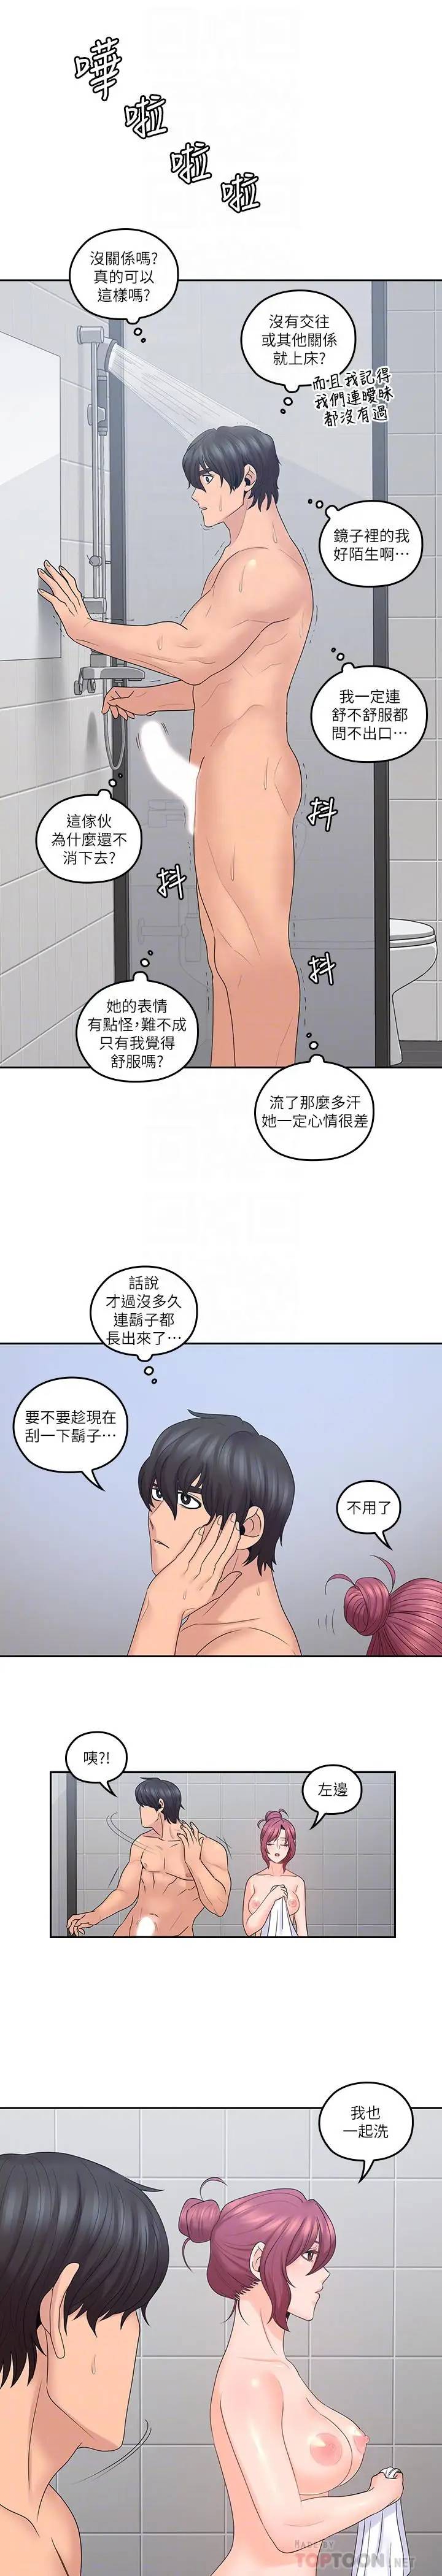 嘩
啦
啦
啦
沒關係嗎?
真的可以
這樣嗎?
沒有交往
或其他關係
就上床?
而且我記得
我們連曖昧
都沒有過
鏡子裡的我
好陌生啊…
我一定連
舒不舒服都
問不出口…
這傢伙
為什麼還不
消下去?
抖
抖
抖
她的表情
有點怪,難不成
只有我覺得
舒服嗎?
流了那麼多汗
她一定心情很差
話說
才過沒多久
連鬍子都
長出來了…
要不要趁現在
刮一下鬍子…
不用了
咦?!
左邊
我也
一起洗
MADE BY
TOPTOON.NET